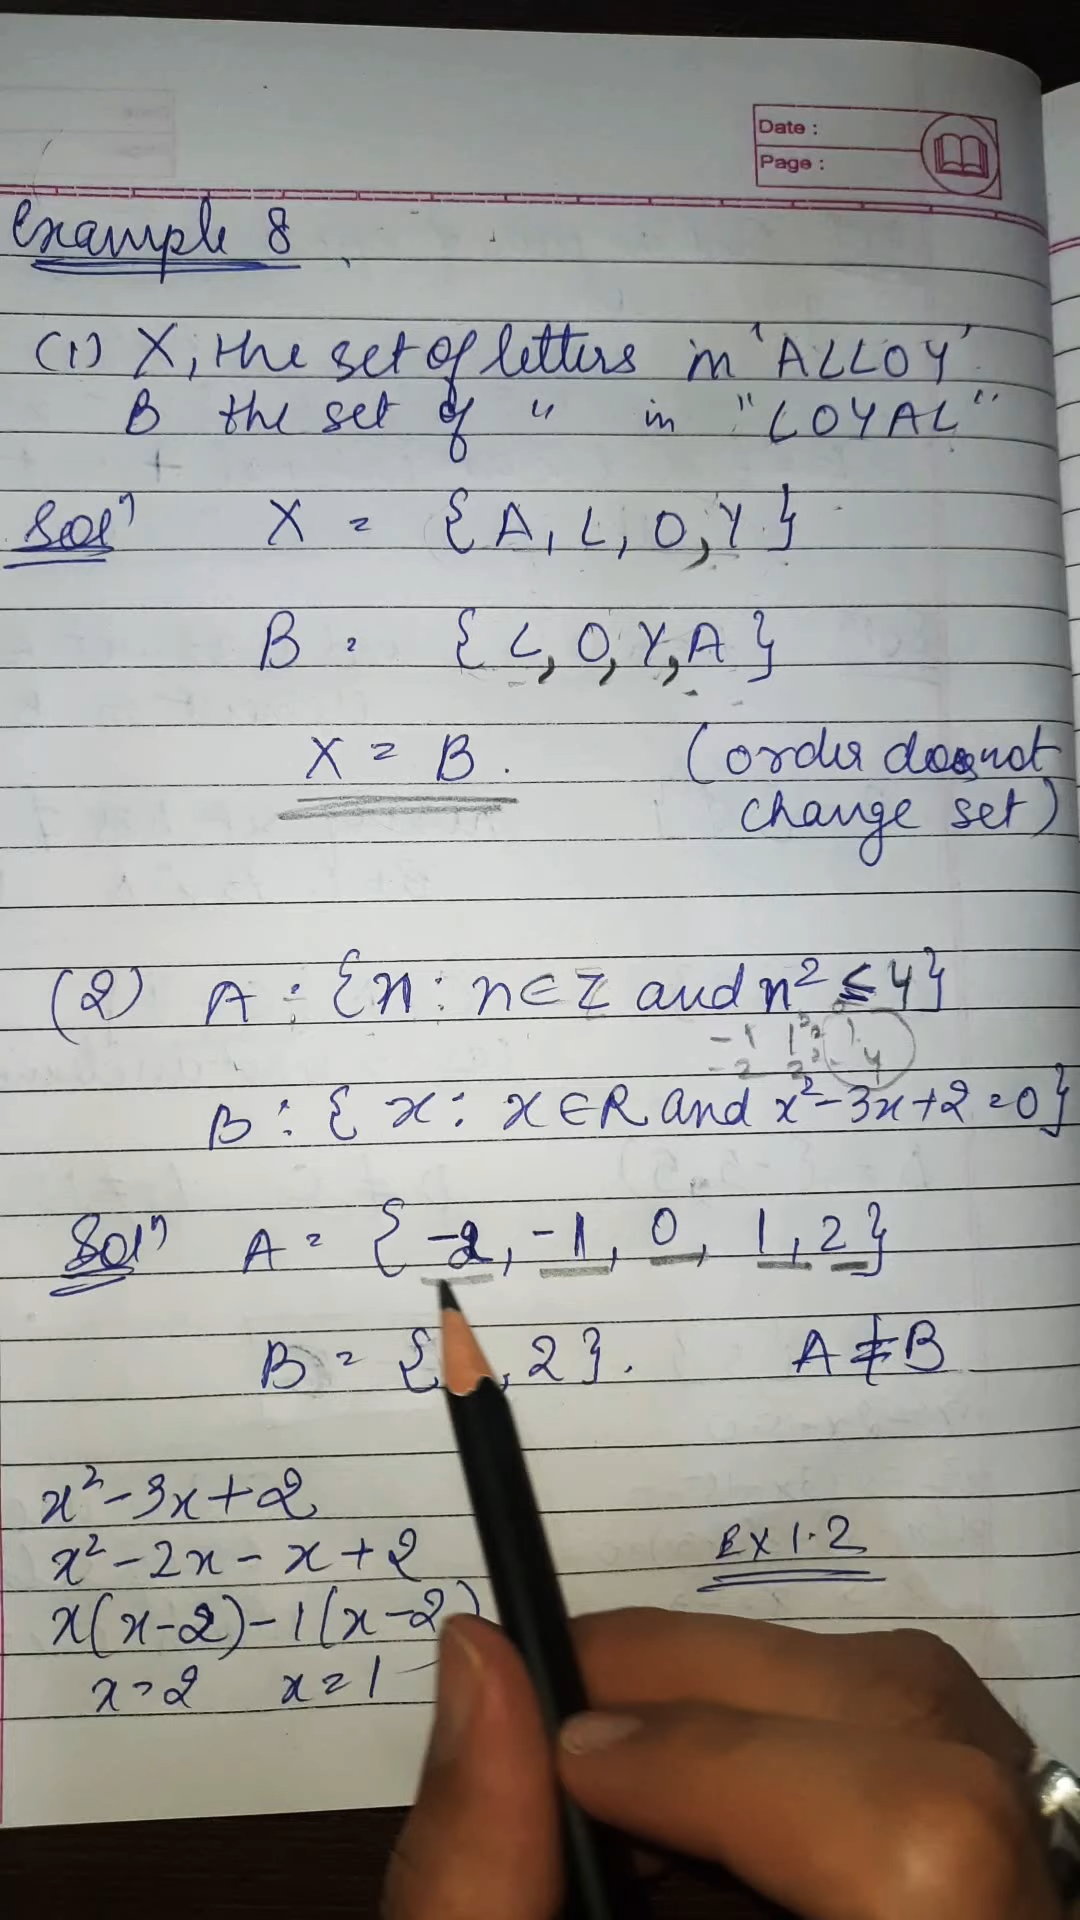 Date :
Page :
Example 8
(1) X, the set of letters in 'ALLOY'
B the set of " in "LOYAL"
Sol^n X = {A, L, O, Y}
B = {L, O, Y, A}
X = B. (order does not
change set)
(2) A : {n : n ∈ Z and n² ≤ 4}
B : {x : x ∈ R and x² - 3x + 2 = 0}
Sol^n A = {-2, -1, 0, 1, 2}
B = { , 2}. A ≠ B
x² - 3x + 2
x² - 2x - x + 2
x(x-2) - 1(x-2)
x = 2 x = 1
EX 1.2